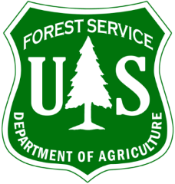 FOREST SERVICE
U S
DEPARTMENT OF AGRICULTURE